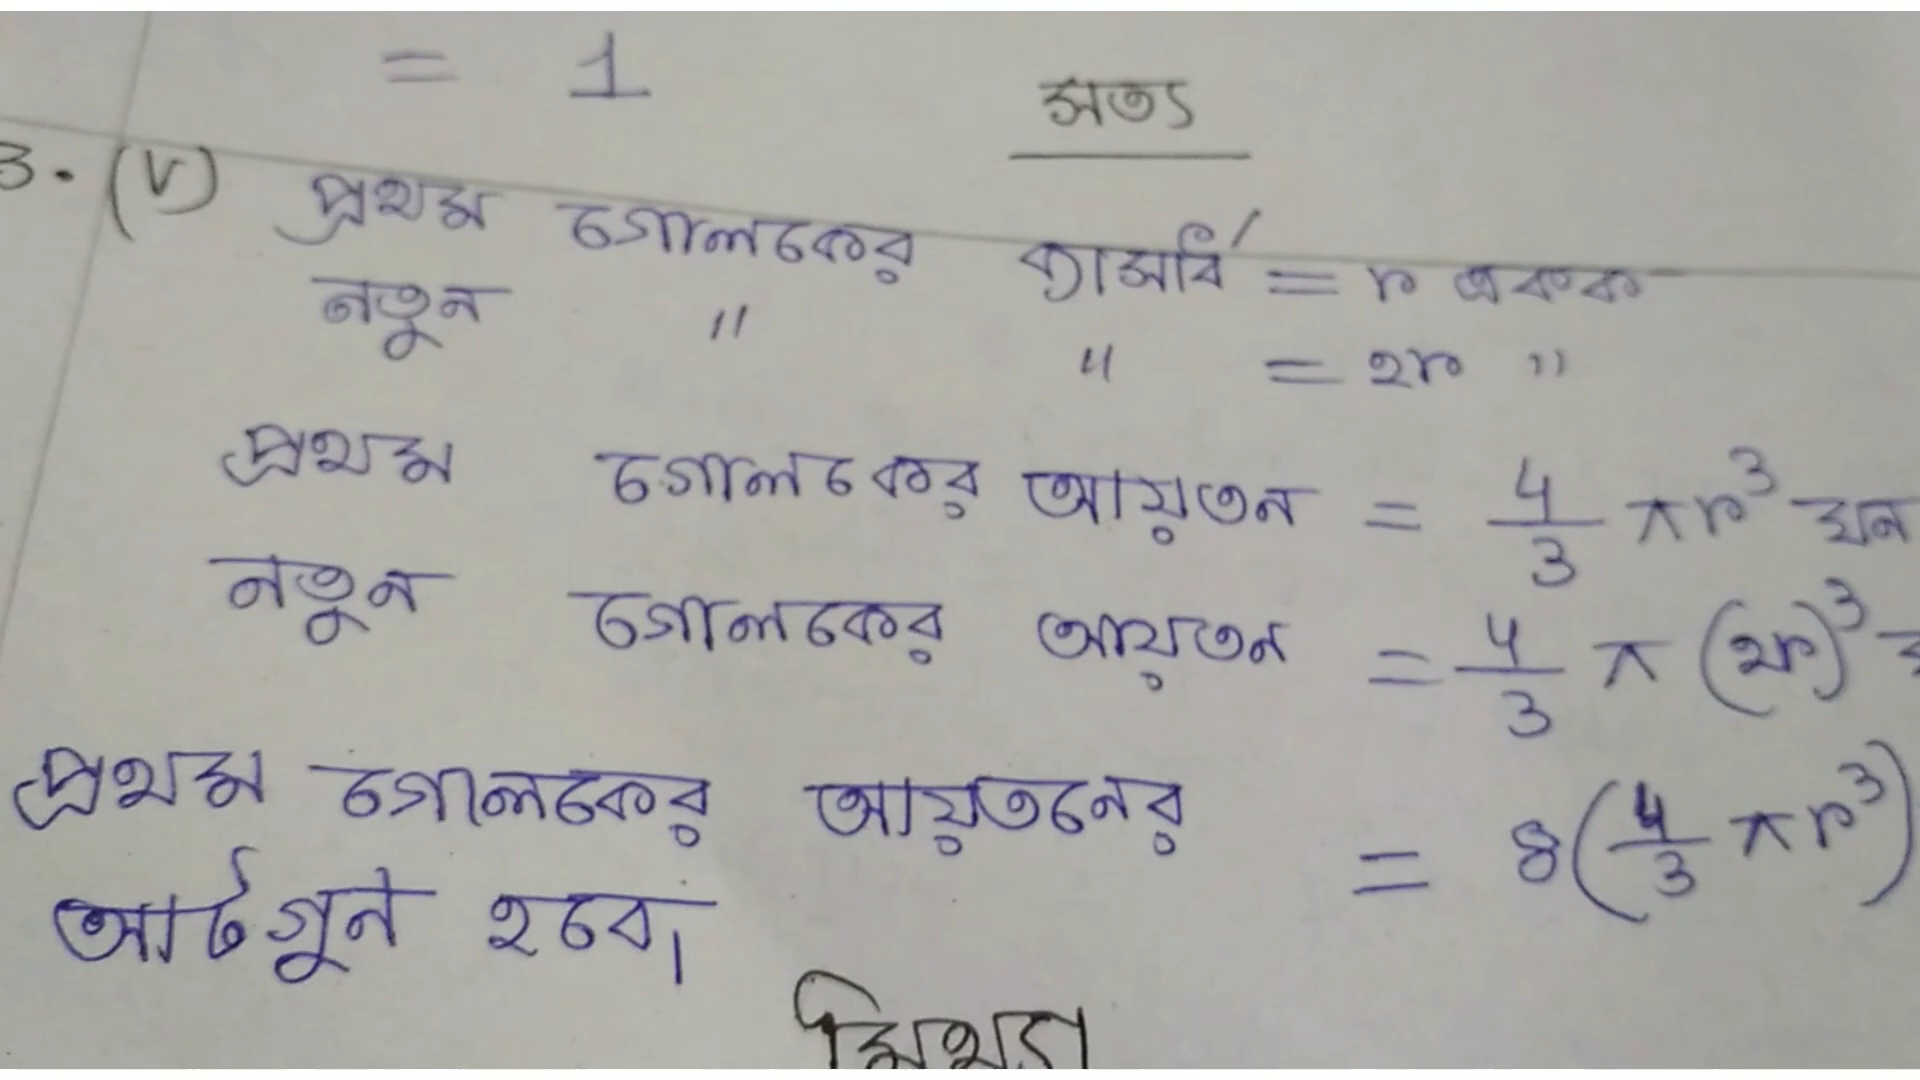 = 1
সত্য
3. (v) প্রথম গোলকের ব্যাসার্ধ = r একক
নতুন " " = 2r "
প্রথম গোলকের আয়তন = 4/3 πr³ ঘন
নতুন গোলকের আয়তন = 4/3 π (2r)³
প্রথম গোলকের আয়তনের = 8(4/3 πr³)
আটগুন হবে।
মিথ্যা